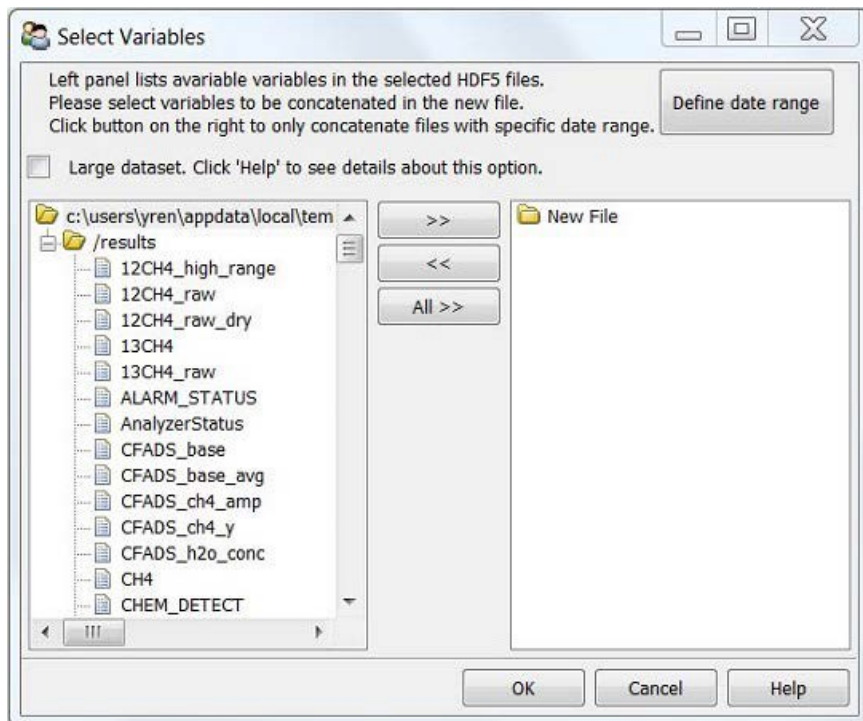 Select Variables
Left panel lists avariable variables in the selected HDF5 files.
Please select variables to be concatenated in the new file.
Click button on the right to only concatenate files with specific date range.
Define date range
Large dataset. Click 'Help' to see details about this option.
c:\users\yren\appdata\local\tem
/results
12CH4_high_range
12CH4_raw
12CH4_raw_dry
13CH4
13CH4_raw
ALARM_STATUS
AnalyzerStatus
CFADS_base
CFADS_base_avg
CFADS_ch4_amp
CFADS_ch4_y
CFADS_h2o_conc
CH4
CHEM_DETECT
>>
<<
All >>
New File
OK
Cancel
Help